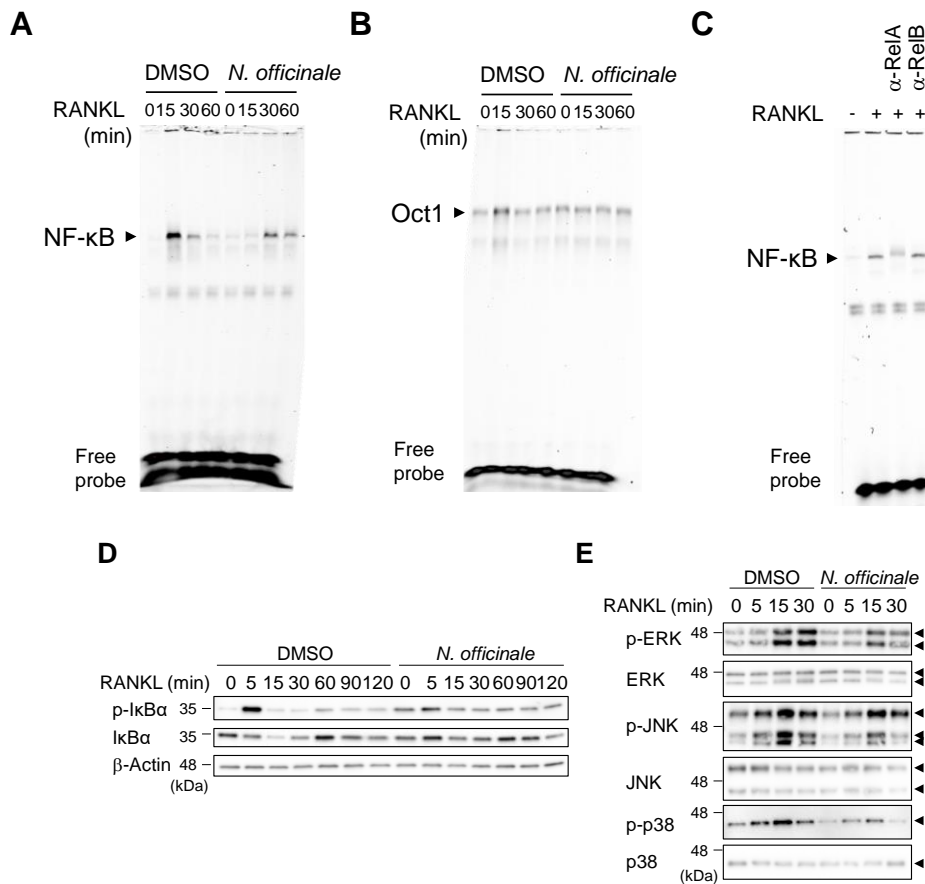 A
DMSO N. officinale
RANKL 0 15 30 60 0 15 30 60
(min)
NF-κB
Free
probe
B
DMSO N. officinale
RANKL 0 15 30 60 0 15 30 60
(min)
Oct1
Free
probe
C
α-RelA
α-RelB
RANKL - + + +
NF-κB
Free
probe
D
DMSO N. officinale
RANKL (min) 0 5 15 30 60 90 120 0 5 15 30 60 90 120
p-IκBα 35
IκBα 35
β-Actin 48
(kDa)
E
DMSO N. officinale
RANKL (min) 0 5 15 30 0 5 15 30
p-ERK 48
ERK 48
p-JNK 48
JNK 48
p-p38 48
p38 48
(kDa)